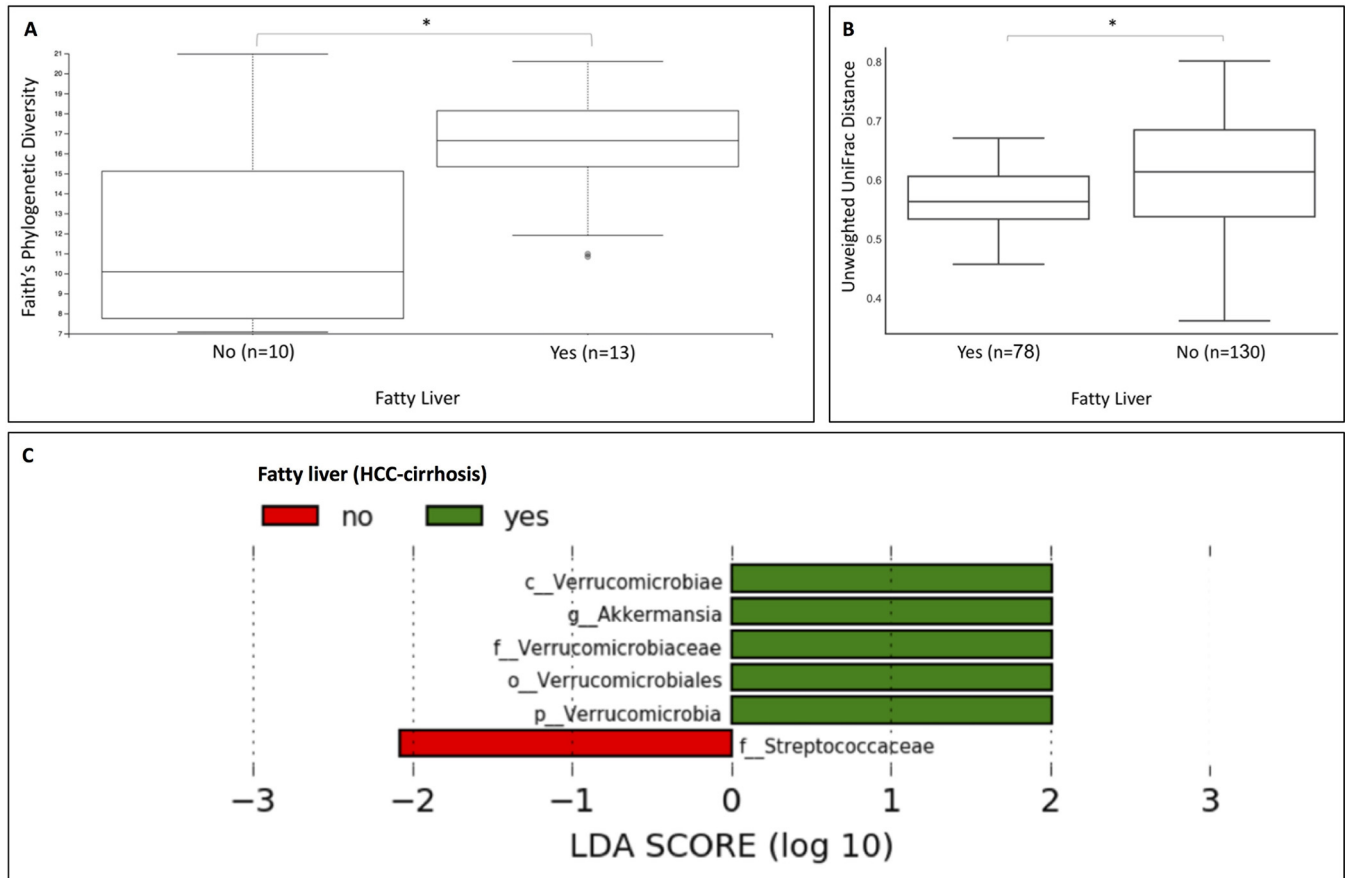 A
*
Faith's Phylogenetic Diversity
21
20
19
18
17
16
15
14
13
12
11
10
9
8
7
No (n=10)
Yes (n=13)
Fatty Liver
B
*
Unweighted UniFrac Distance
0.8
0.7
0.6
0.5
0.4
Yes (n=78)
No (n=130)
Fatty Liver
C
Fatty liver (HCC-cirrhosis)
no
yes
c__Verrucomicrobiae
g__Akkermansia
f__Verrucomicrobiaceae
o__Verrucomicrobiales
p__Verrucomicrobia
f__Streptococcaceae
−3 −2 −1 0 1 2 3
LDA SCORE (log 10)